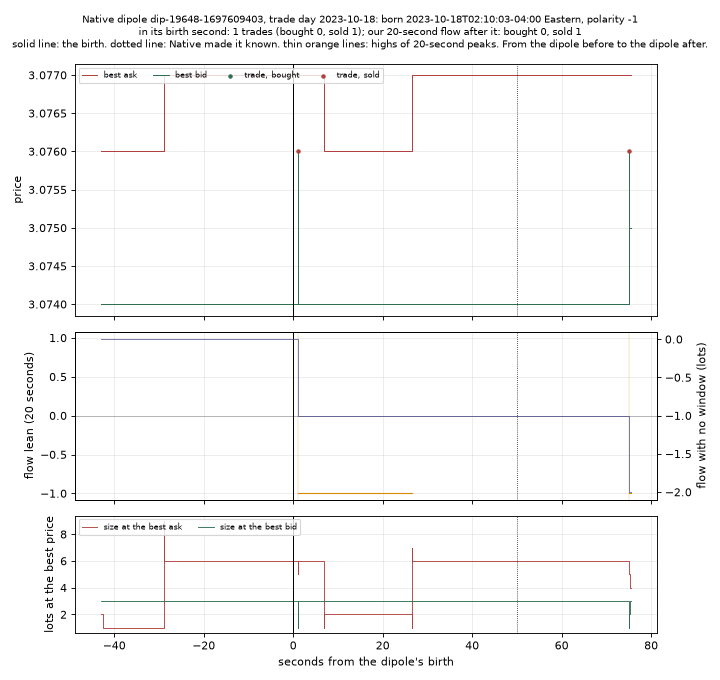 Native dipole dip-19648-1697609403, trade day 2023-10-18: born 2023-10-18T02:10:03-04:00 Eastern, polarity -1
in its birth second: 1 trades (bought 0, sold 1); our 20-second flow after it: bought 0, sold 1
solid line: the birth. dotted line: Native made it known. thin orange lines: highs of 20-second peaks. From the dipole before to the dipole after.
best ask best bid trade, bought trade, sold
3.0770
3.0765
3.0760
3.0755
3.0750
3.0745
3.0740
price
1.0
0.5
0.0
−0.5
−1.0
flow lean (20 seconds)
0.0
−0.5
−1.0
−1.5
−2.0
flow with no window (lots)
size at the best ask size at the best bid
8
6
4
2
lots at the best price
−40 −20 0 20 40 60 80
seconds from the dipole's birth